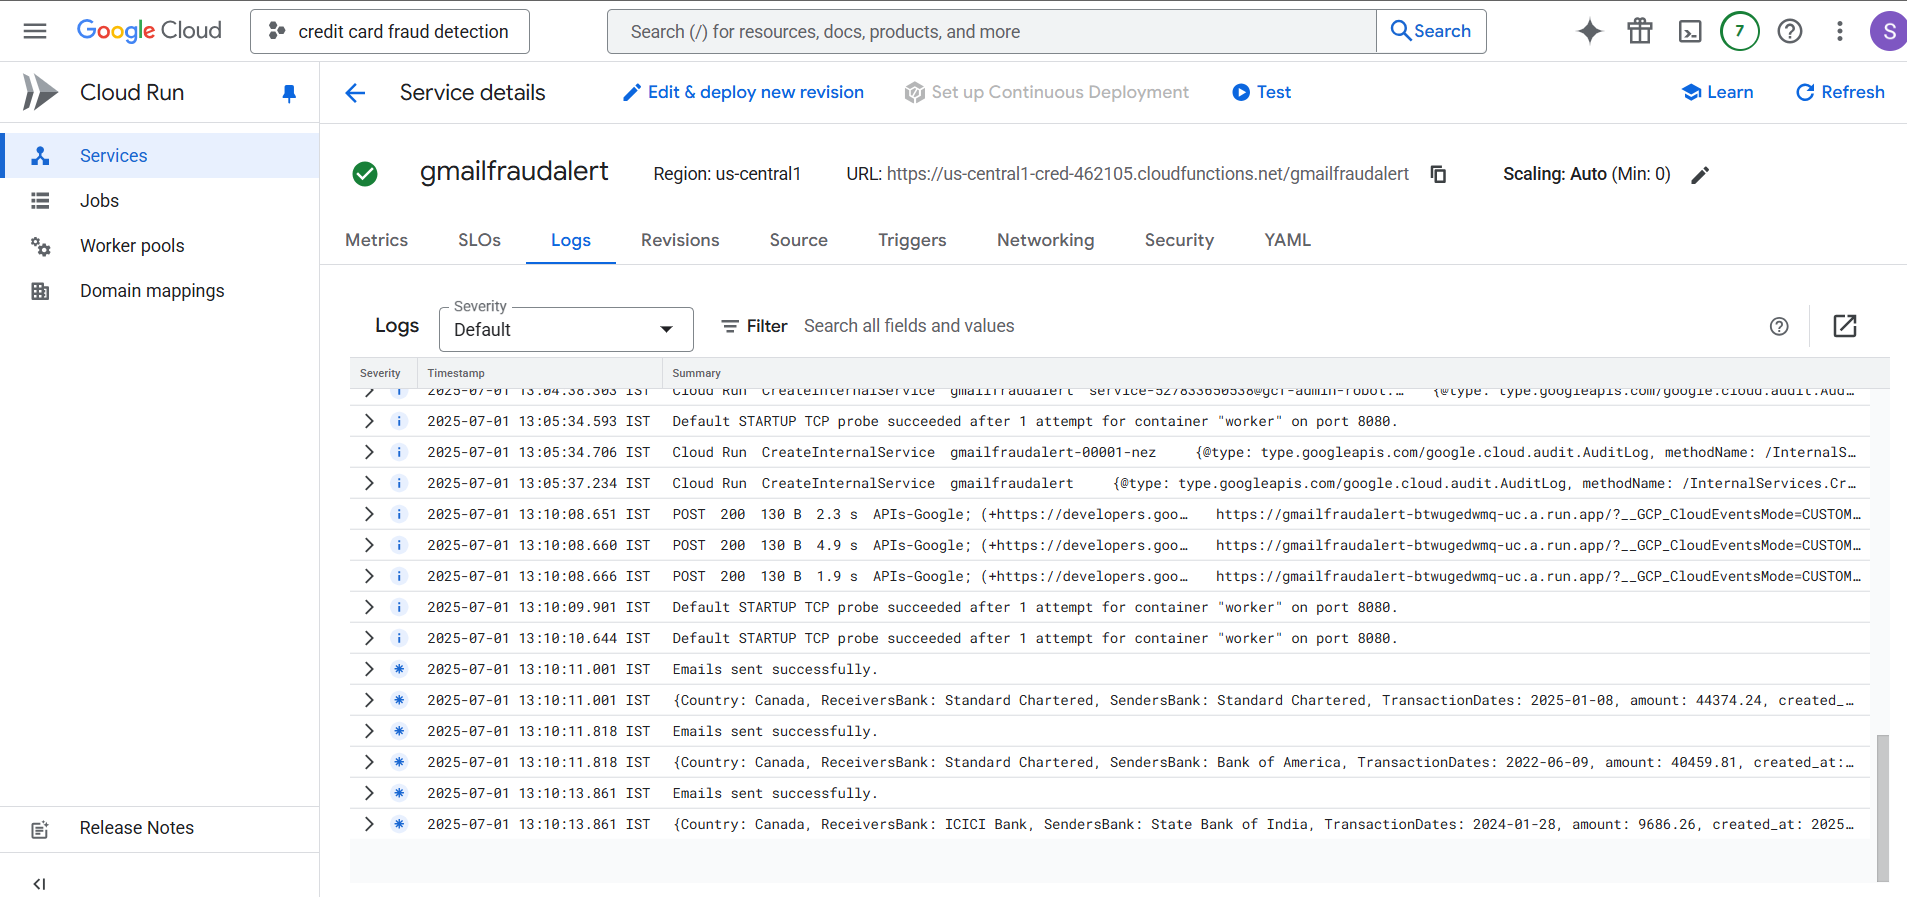 Google Cloud credit card fraud detection Search (/) for resources, docs, products, and more Search 7 S
Cloud Run
Service details Edit & deploy new revision Set up Continuous Deployment Test Learn Refresh
Services
Jobs
Worker pools
Domain mappings
Release Notes
gmailfraudalert Region: us-central1 URL: https://us-central1-cred-462105.cloudfunctions.net/gmailfraudalert Scaling: Auto (Min: 0)
Metrics SLOs Logs Revisions Source Triggers Networking Security YAML
Logs Severity Default Filter Search all fields and values
Severity Timestamp Summary
2025-07-01 13:04:38.303 IST Cloud Run CreateInternalService gmailfraudalert service-527833650538@gcf-admin-robot.… {@type: type.googleapis.com/google.cloud.audit.Aud…
2025-07-01 13:05:34.593 IST Default STARTUP TCP probe succeeded after 1 attempt for container "worker" on port 8080.
2025-07-01 13:05:34.706 IST Cloud Run CreateInternalService gmailfraudalert-00001-nez {@type: type.googleapis.com/google.cloud.audit.AuditLog, methodName: /InternalS…
2025-07-01 13:05:37.234 IST Cloud Run CreateInternalService gmailfraudalert {@type: type.googleapis.com/google.cloud.audit.AuditLog, methodName: /InternalServices.Cr…
2025-07-01 13:10:08.651 IST POST 200 130 B 2.3 s APIs-Google; (+https://developers.goo… https://gmailfraudalert-btwugedwmq-uc.a.run.app/?__GCP_CloudEventsMode=CUSTOM…
2025-07-01 13:10:08.660 IST POST 200 130 B 4.9 s APIs-Google; (+https://developers.goo… https://gmailfraudalert-btwugedwmq-uc.a.run.app/?__GCP_CloudEventsMode=CUSTOM…
2025-07-01 13:10:08.666 IST POST 200 130 B 1.9 s APIs-Google; (+https://developers.goo… https://gmailfraudalert-btwugedwmq-uc.a.run.app/?__GCP_CloudEventsMode=CUSTOM…
2025-07-01 13:10:09.901 IST Default STARTUP TCP probe succeeded after 1 attempt for container "worker" on port 8080.
2025-07-01 13:10:10.644 IST Default STARTUP TCP probe succeeded after 1 attempt for container "worker" on port 8080.
2025-07-01 13:10:11.001 IST Emails sent successfully.
2025-07-01 13:10:11.001 IST {Country: Canada, ReceiversBank: Standard Chartered, SendersBank: Standard Chartered, TransactionDates: 2025-01-08, amount: 44374.24, created_…
2025-07-01 13:10:11.818 IST Emails sent successfully.
2025-07-01 13:10:11.818 IST {Country: Canada, ReceiversBank: Standard Chartered, SendersBank: Bank of America, TransactionDates: 2022-06-09, amount: 40459.81, created_at:…
2025-07-01 13:10:13.861 IST Emails sent successfully.
2025-07-01 13:10:13.861 IST {Country: Canada, ReceiversBank: ICICI Bank, SendersBank: State Bank of India, TransactionDates: 2024-01-28, amount: 9686.26, created_at: 2025…